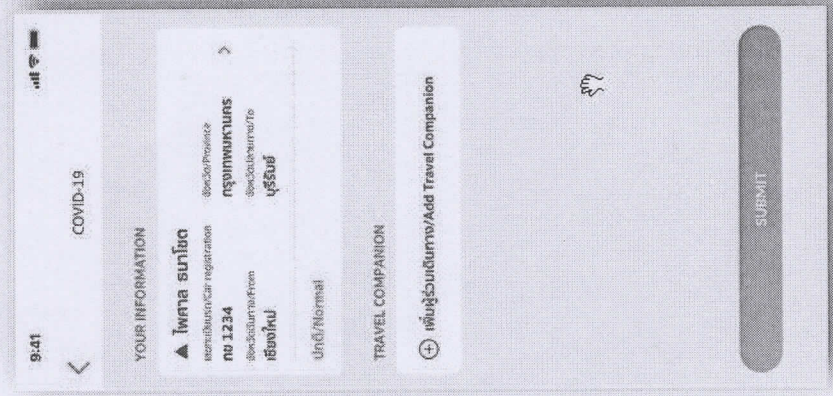 9:41
COVID-19
YOUR INFORMATION
▲ ไพศาล ธนาโชต
เลขทะเบียนรถ/Car registration จังหวัด/Province
กข 1234 กรุงเทพมหานคร
จังหวัดต้นทาง/From จังหวัดปลายทาง/To
เชียงใหม่ บุรีรัมย์
ปกติ/Normal
TRAVEL COMPANION
เพิ่มผู้ร่วมเดินทาง/Add Travel Companion
SUBMIT